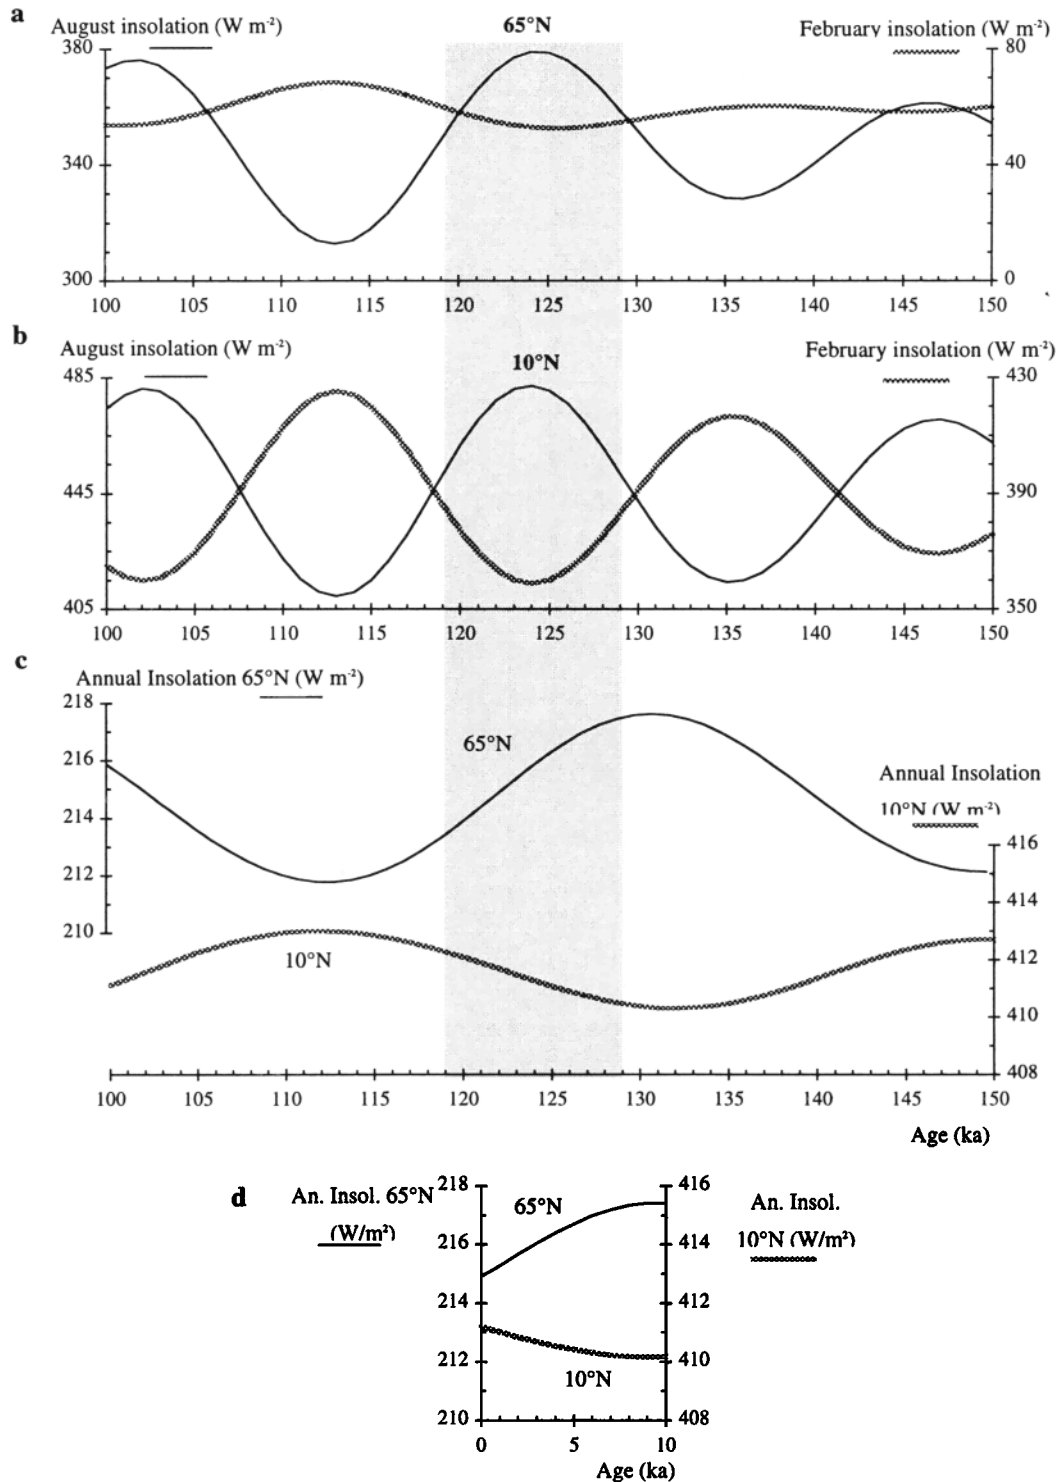 a
August insolation (W m⁻²)
65°N
February insolation (W m⁻²)
380
340
300
80
40
0
100 105 110 115 120 125 130 135 140 145 150
b
August insolation (W m⁻²)
10°N
February insolation (W m⁻²)
485
445
405
430
390
350
100 105 110 115 120 125 130 135 140 145 150
c
Annual Insolation 65°N (W m⁻²)
218
216
214
212
210
65°N
10°N
Annual Insolation
10°N (W m⁻²)
416
414
412
410
408
100 105 110 115 120 125 130 135 140 145 150
Age (ka)
d
An. Insol. 65°N
(W/m²)
218
216
214
212
210
65°N
10°N
416
414
412
410
408
An. Insol.
10°N (W/m²)
0 5 10
Age (ka)